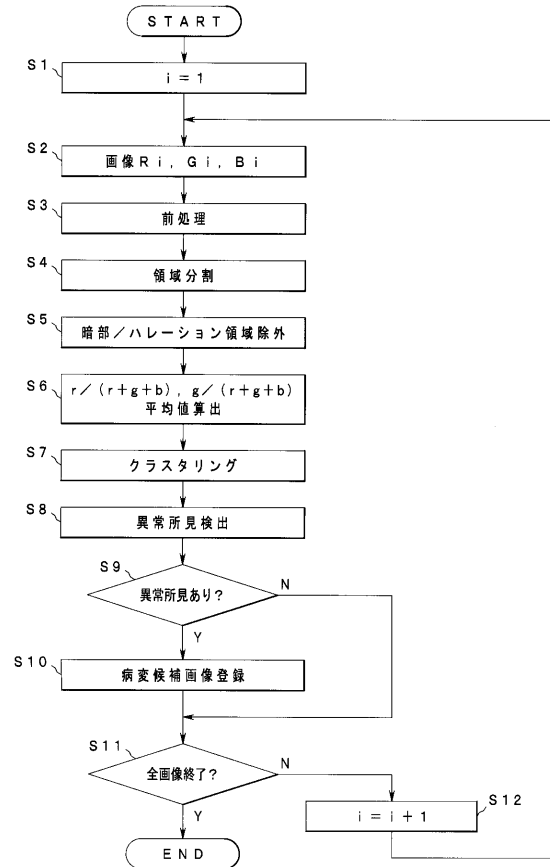 START
S1
i = 1
S2
画像Ri, Gi, Bi
S3
前処理
S4
領域分割
S5
暗部／ハレーション領域除外
S6
r／(r+g+b), g／(r+g+b)
平均値算出
S7
クラスタリング
S8
異常所見検出
S9
異常所見あり?
N
Y
S10
病変候補画像登録
S11
全画像終了?
N
Y
S12
i = i + 1
END